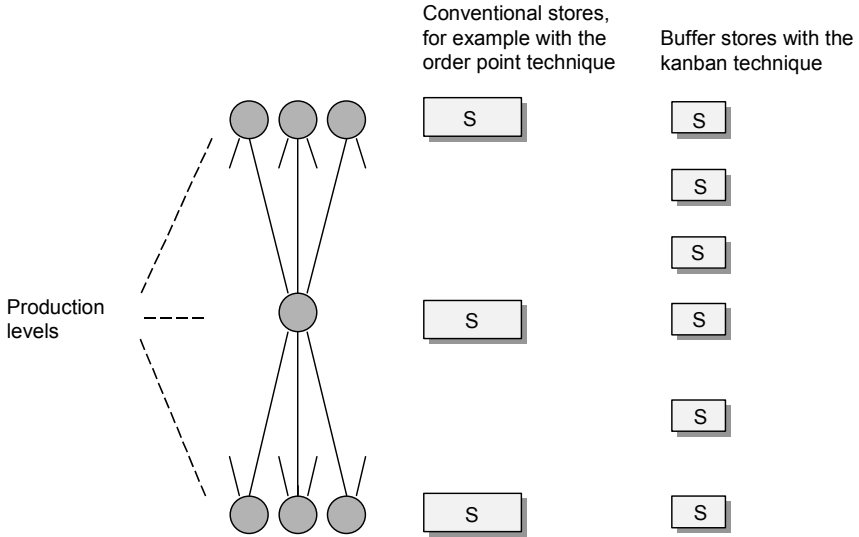 Conventional stores,
for example with the
order point technique
Buffer stores with the
kanban technique
S
S
S
S
Production
levels
S
S
S
S
S